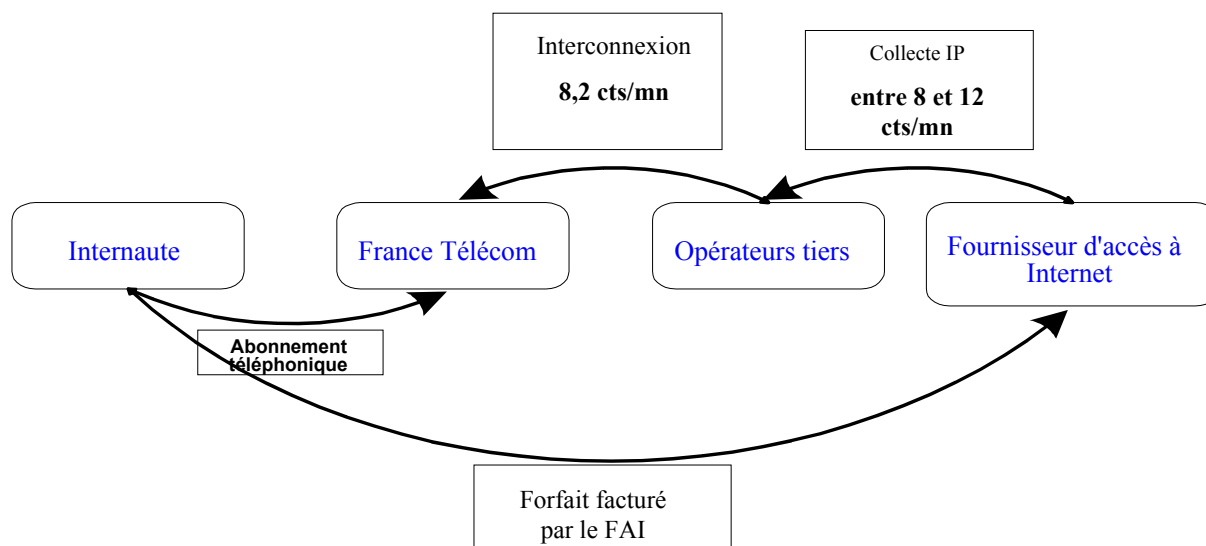 Interconnexion
8,2 cts/mn
Collecte IP
entre 8 et 12
cts/mn
Internaute
France Télécom
Opérateurs tiers
Fournisseur d'accès à
Internet
Abonnement
téléphonique
Forfait facturé
par le FAI